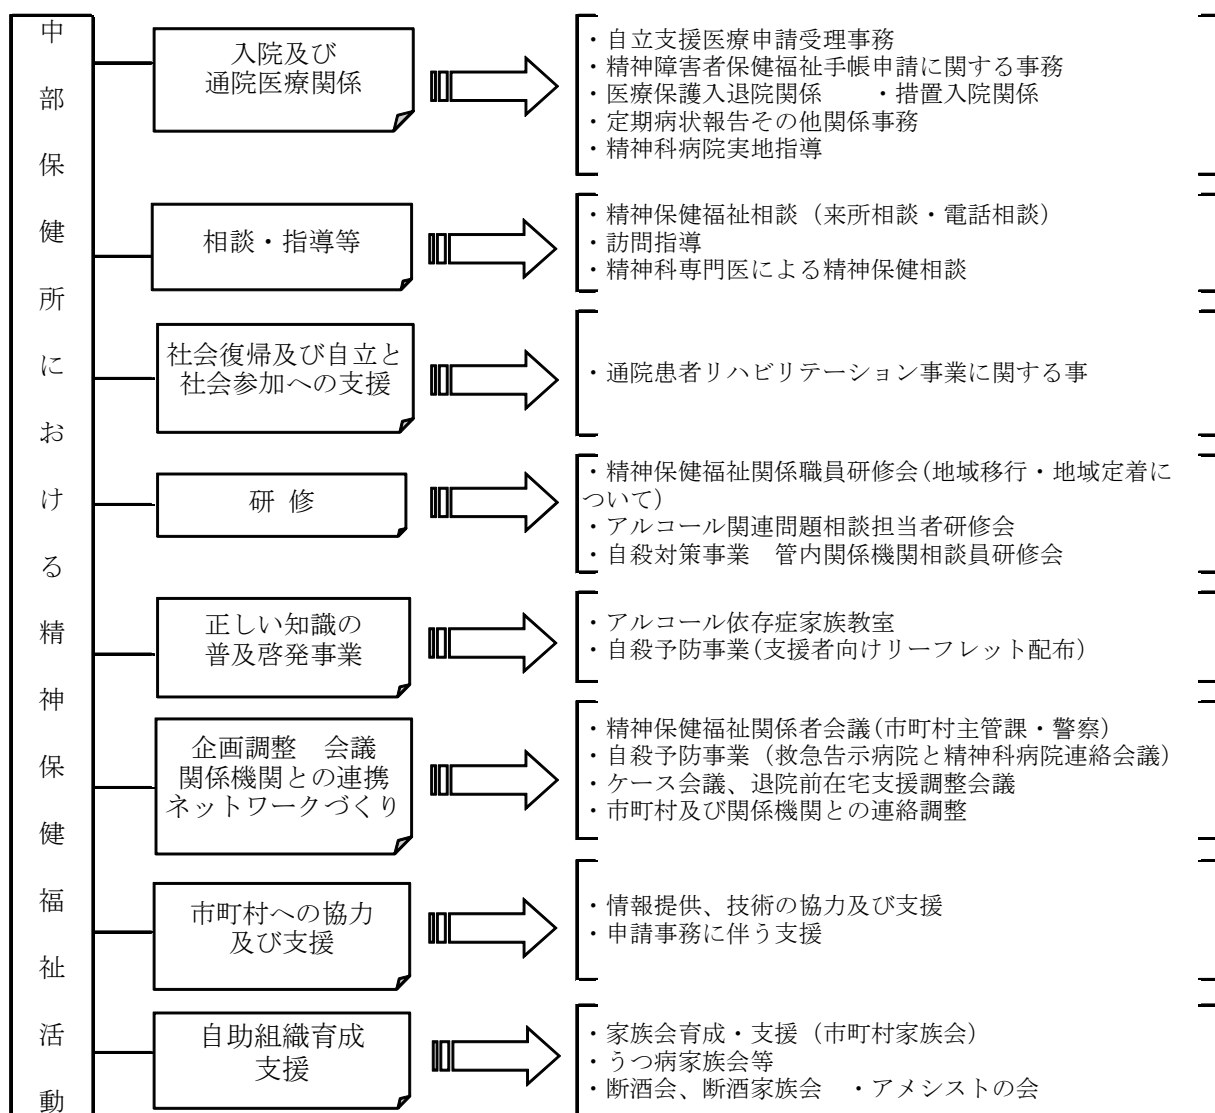 中部保健所における精神保健福祉活動
入院及び
通院医療関係
・自立支援医療申請受理事務
・精神障害者保健福祉手帳申請に関する事務
・医療保護入退院関係　　・措置入院関係
・定期病状報告その他関係事務
・精神科病院実地指導
相談・指導等
・精神保健福祉相談（来所相談・電話相談）
・訪問指導
・精神科専門医による精神保健相談
社会復帰及び自立と
社会参加への支援
・通院患者リハビリテーション事業に関する事
研 修
・精神保健福祉関係職員研修会(地域移行・地域定着に
ついて)
・アルコール関連問題相談担当者研修会
・自殺対策事業　管内関係機関相談員研修会
正しい知識の
普及啓発事業
・アルコール依存症家族教室
・自殺予防事業(支援者向けリーフレット配布)
企画調整　会議
関係機関との連携
ネットワークづくり
・精神保健福祉関係者会議(市町村主管課・警察)
・自殺予防事業（救急告示病院と精神科病院連絡会議)
・ケース会議、退院前在宅支援調整会議
・市町村及び関係機関との連絡調整
市町村への協力
及び支援
・情報提供、技術の協力及び支援
・申請事務に伴う支援
自助組織育成
支援
・家族会育成・支援（市町村家族会）
・うつ病家族会等
・断酒会、断酒家族会　・アメシストの会